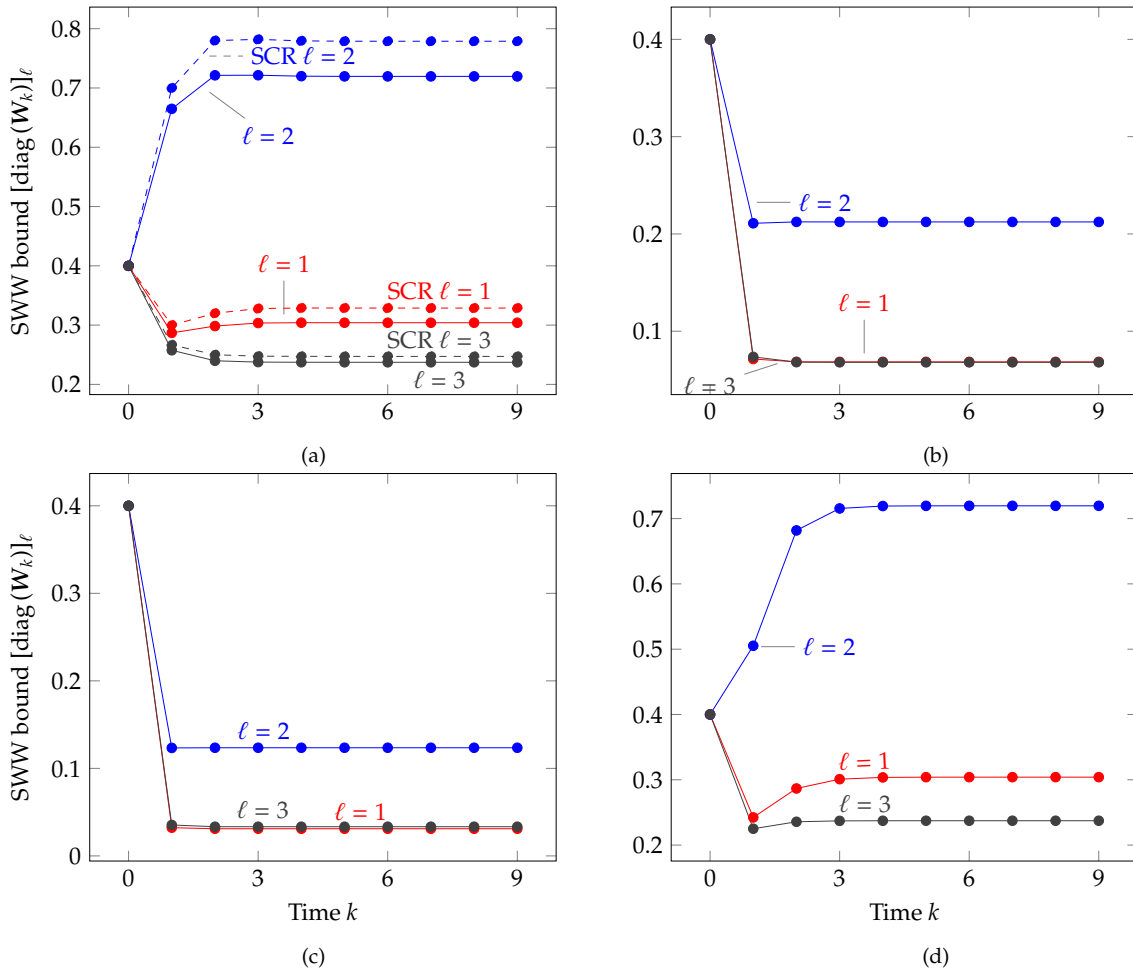 SWW bound [diag (W_k)]_ℓ
0.8
0.7
0.6
0.5
0.4
0.3
0.2
SCR ℓ = 2
ℓ = 2
ℓ = 1
SCR ℓ = 1
SCR ℓ = 3
ℓ = 3
0 3 6 9
(a)
0.4
0.3
0.2
0.1
ℓ = 2
ℓ = 1
ℓ = 3
0 3 6 9
(b)
SWW bound [diag (W_k)]_ℓ
0.4
0.3
0.2
0.1
0
ℓ = 2
ℓ = 3
ℓ = 1
0 3 6 9
Time k
(c)
0.7
0.6
0.5
0.4
0.3
0.2
ℓ = 2
ℓ = 1
ℓ = 3
0 3 6 9
Time k
(d)